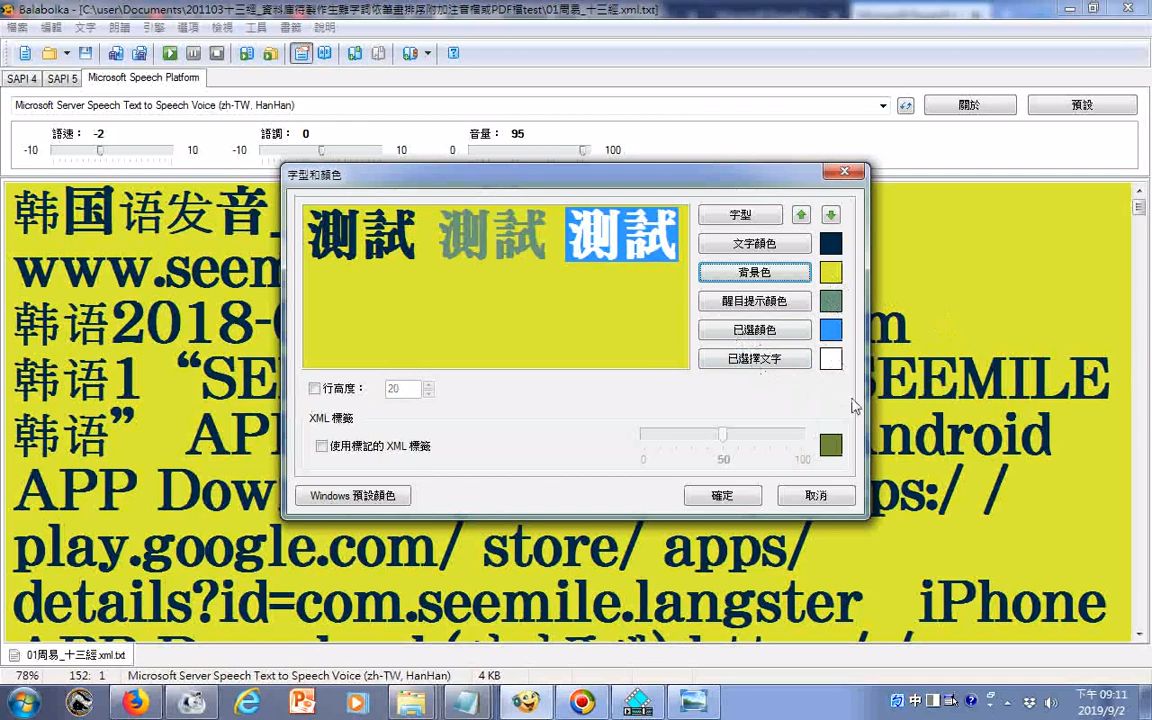 Balabolka - [C:\user\Documents\201103十三經_資料庫待製作生難字詞依筆畫排序附加注音檔或PDF檔test\01周易_十三經.xml.txt]
檔案 編輯 文字 朗讀 引擎 選項 檢視 工具 書籤 說明
SAPI 4 SAPI 5 Microsoft Speech Platform
Microsoft Server Speech Text to Speech Voice (zh-TW, HanHan) 關於 預設
語速： -2 語調： 0 音量： 95
-10 10 -10 10 0 100
字型和顏色
韩国语发音_
測試 測試 測試
字型
文字顏色
www.seem
背景色
醒目提示顏色
韩语2018-
m
已選顏色
已選擇文字
韩语1 “SE
SEEMILE
行高度： 20
XML 標籤
韩语” AP
android
使用標記的 XML 標籤
0 50 100
APP Dow
ps: / /
Windows 預設顏色 確定 取消
play.google.com/ store/ apps/
details?id=com.seemile.langster iPhone
01周易_十三經.xml.txt
78% 152: 1 Microsoft Server Speech Text to Speech Voice (zh-TW, HanHan) 4 KB
中
下午 09:11
2019/9/2